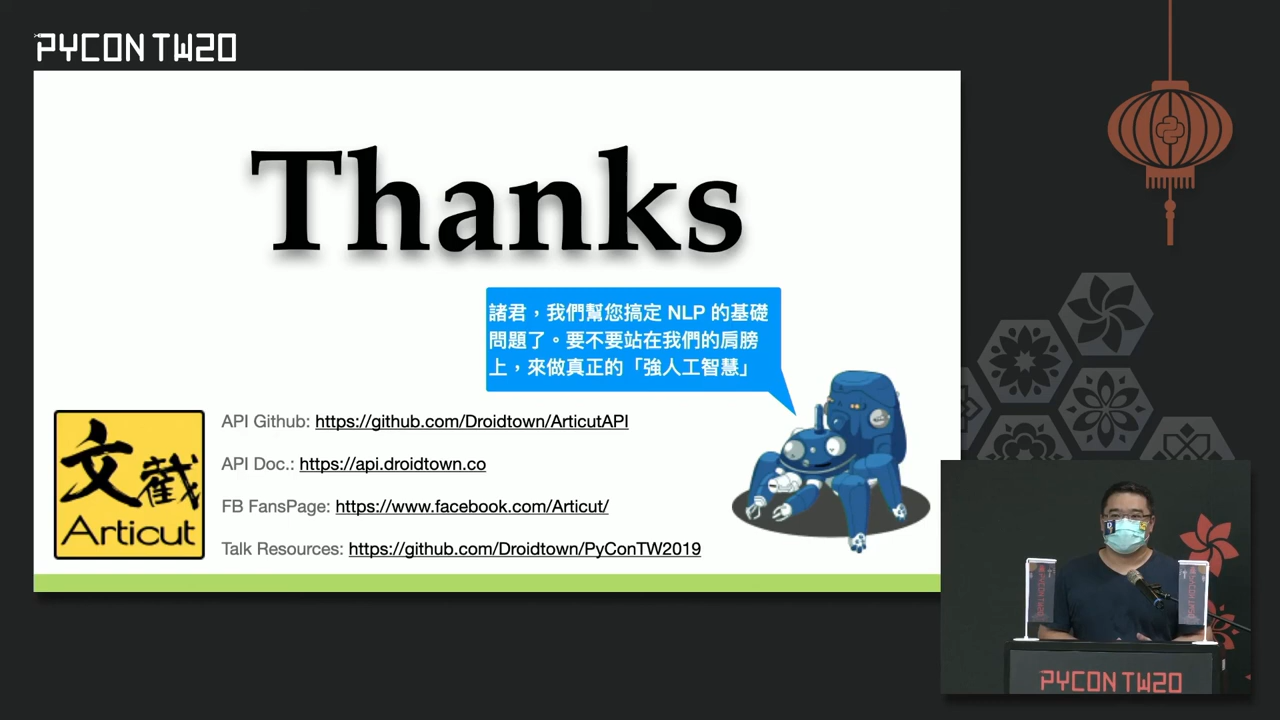 PYCON TW20
Thanks
諸君，我們幫您搞定 NLP 的基礎
問題了。要不要站在我們的肩膀
上，來做真正的「強人工智慧」
API Github: https://github.com/Droidtown/ArticutAPI
API Doc.: https://api.droidtown.co
FB FansPage: https://www.facebook.com/Articut/
Talk Resources: https://github.com/Droidtown/PyConTW2019
文截
Articut
PYCON TW20